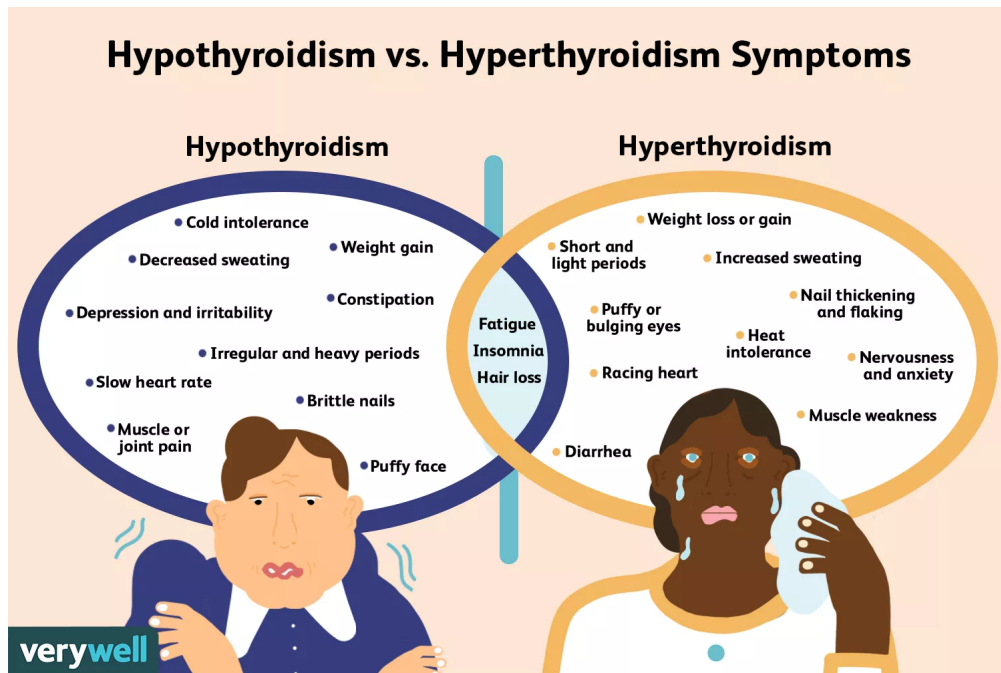 Hypothyroidism vs. Hyperthyroidism Symptoms
Hypothyroidism
Cold intolerance
Weight gain
Decreased sweating
Constipation
Depression and irritability
Irregular and heavy periods
Slow heart rate
Brittle nails
Muscle or
joint pain
Puffy face
Fatigue
Insomnia
Hair loss
Hyperthyroidism
Weight loss or gain
Short and
light periods
Increased sweating
Nail thickening
and flaking
Puffy or
bulging eyes
Heat
intolerance
Nervousness
and anxiety
Racing heart
Muscle weakness
Diarrhea
verywell